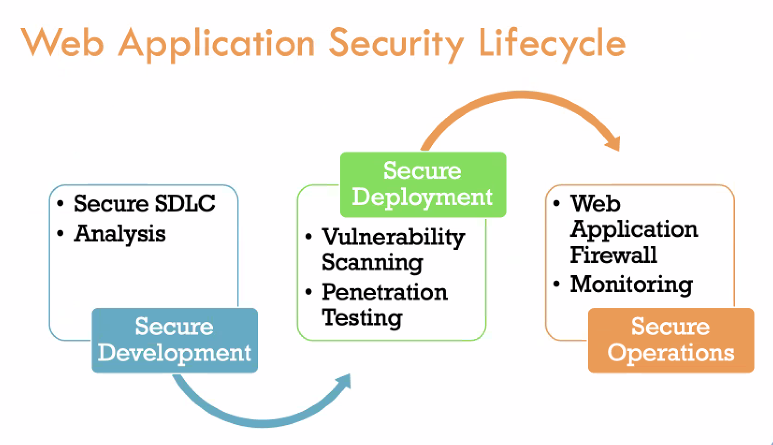 Web Application Security Lifecycle
• Secure SDLC
• Analysis
Secure
Development
Secure
Deployment
• Vulnerability
Scanning
• Penetration
Testing
• Web
Application
Firewall
• Monitoring
Secure
Operations